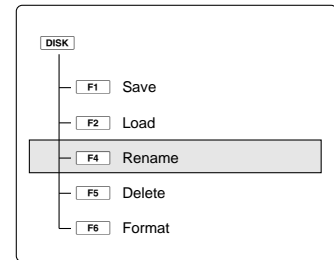 DISK
F1 Save
F2 Load
F4 Rename
F5 Delete
F6 Format